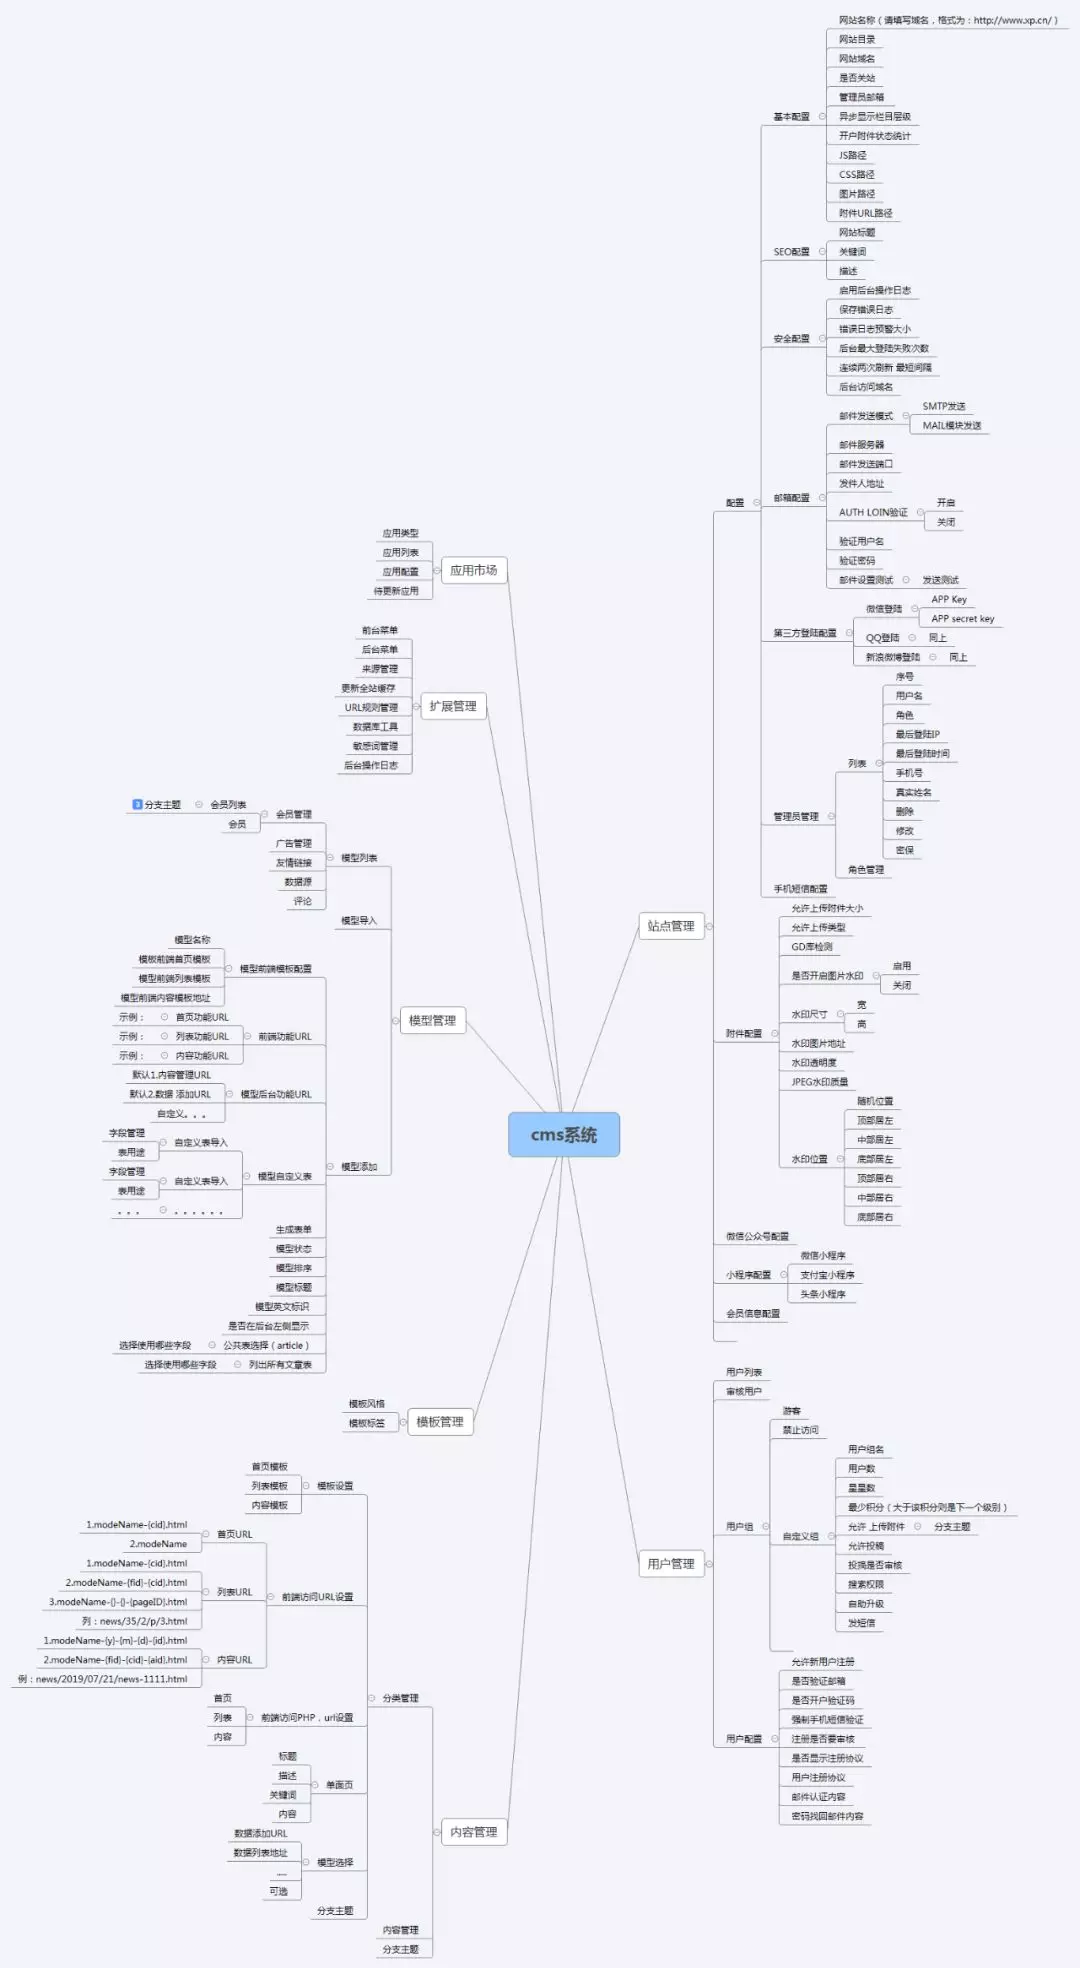 cms系统
站点管理
配置
基本配置
网站名称（请填写域名，格式为：http://www.xp.cn/ ）
网站目录
网站域名
是否关站
管理员邮箱
异步显示栏目层级
开户附件状态统计
JS路径
CSS路径
图片路径
附件URL路径
SEO配置
网站标题
关键词
描述
安全配置
启用后台操作日志
保存错误日志
错误日志预警大小
后台最大登陆失败次数
连续两次刷新 最短间隔
后台访问域名
邮箱配置
邮件发送模式
SMTP发送
MAIL模块发送
邮件服务器
邮件发送端口
发件人地址
AUTH LOIN验证
开启
关闭
验证用户名
验证密码
邮件设置测试
发送测试
第三方登陆配置
微信登陆
APP Key
APP secret key
QQ登陆
同上
新浪微博登陆
同上
管理员管理
列表
序号
用户名
角色
最后登陆IP
最后登陆时间
手机号
真实姓名
删除
修改
密保
角色管理
手机短信配置
附件配置
允许上传附件大小
允许上传类型
GD库检测
是否开启图片水印
启用
关闭
水印尺寸
宽
高
水印图片地址
水印透明度
JPEG水印质量
水印位置
随机位置
顶部居左
中部居左
底部居左
顶部居右
中部居右
底部居右
微信公众号配置
小程序配置
微信小程序
支付宝小程序
头条小程序
会员信息配置
用户管理
用户列表
审核用户
用户组
游客
禁止访问
自定义组
用户组名
用户数
星星数
最少积分（大于该积分则是下一个级别）
允许 上传附件
分支主题
允许投稿
投搞是否审核
搜索权限
自助升级
发短信
用户配置
允许新用户注册
是否验证邮箱
是否开户验证码
强制手机短信验证
注册是否要审核
是否显示注册协议
用户注册协议
邮件认证内容
密码找回邮件内容
应用市场
应用类型
应用列表
应用配置
待更新应用
扩展管理
前台菜单
后台菜单
来源管理
更新全站缓存
URL规则管理
数据库工具
敏感词管理
后台操作日志
模型管理
模型列表
会员管理
会员列表
3 分支主题
会员
广告管理
友情链接
数据源
评论
模型导入
模型添加
模型前端模板配置
模型名称
模板前端首页模板
模型前端列表模板
模型前端内容模板地址
前端功能URL
首页功能URL
示例：
列表功能URL
示例：
内容功能URL
示例：
模型后台功能URL
默认1.内容管理URL
默认2.数据 添加URL
自定义。。。
模型自定义表
自定义表导入
字段管理
表用途
自定义表导入
字段管理
表用途
。。。。。。
。。。
生成表单
模型状态
模型排序
模型标题
模型英文标识
是否在后台左侧显示
公共表选择（article）
选择使用哪些字段
列出所有文章表
选择使用哪些字段
模板管理
模板风格
模板标签
内容管理
分类管理
模板设置
首页模板
列表模板
内容模板
前端访问URL设置
首页URL
1.modeName-{cid}.html
2.modeName
列表URL
1.modeName-{cid}.html
2.modeName-{fid}-{cid}.html
3.modeName-{}-{}-{pageID}.html
列：news/35/2/p/3.html
内容URL
1.modeName-{y}-{m}-{d}-{id}.html
2.modeName-{fid}-{cid}-{aid}.html
例：news/2019/07/21/news-1111.html
前端访问PHP，url设置
首页
列表
内容
单面页
标题
描述
关键词
内容
模型选择
数据添加URL
数据列表地址
......
可选
分支主题
内容管理
分支主题